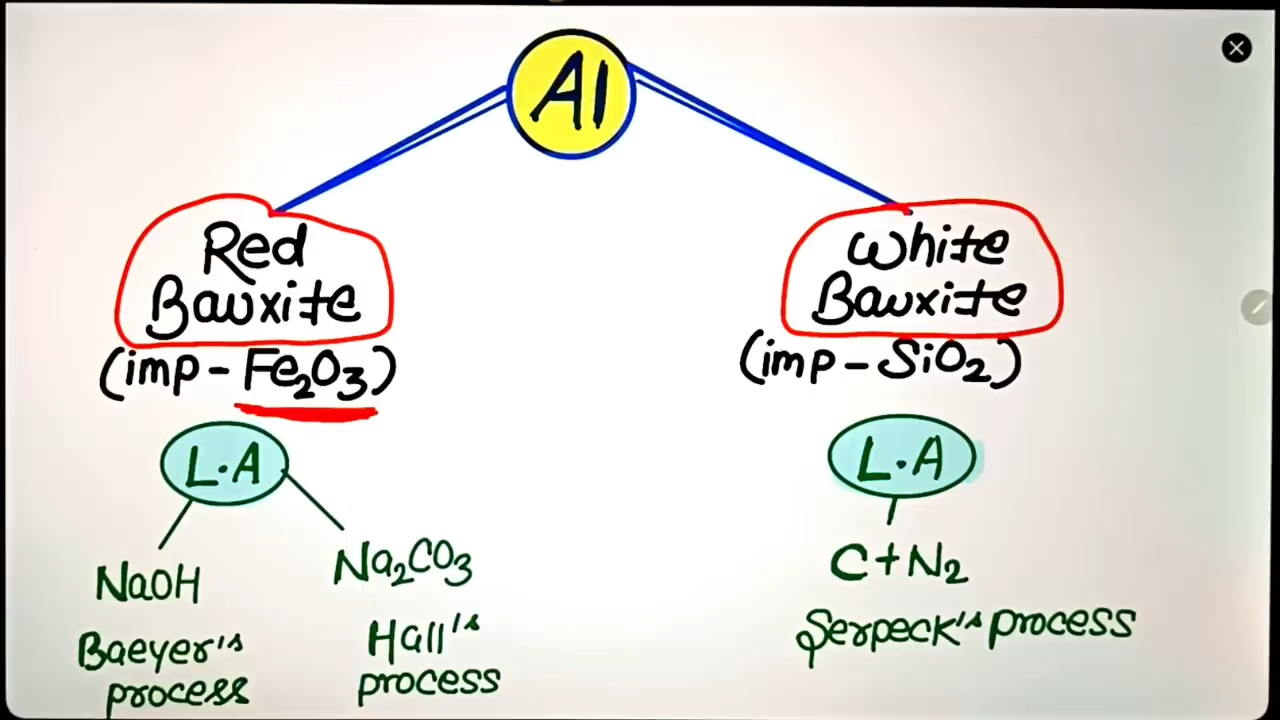 Al
Red
Bauxite
(imp-Fe₂O₃)
L.A
NaOH
Baeyer's
process
Na₂CO₃
Hall's
process
White
Bauxite
(imp-SiO₂)
L.A
C+N₂
Serpeck's process